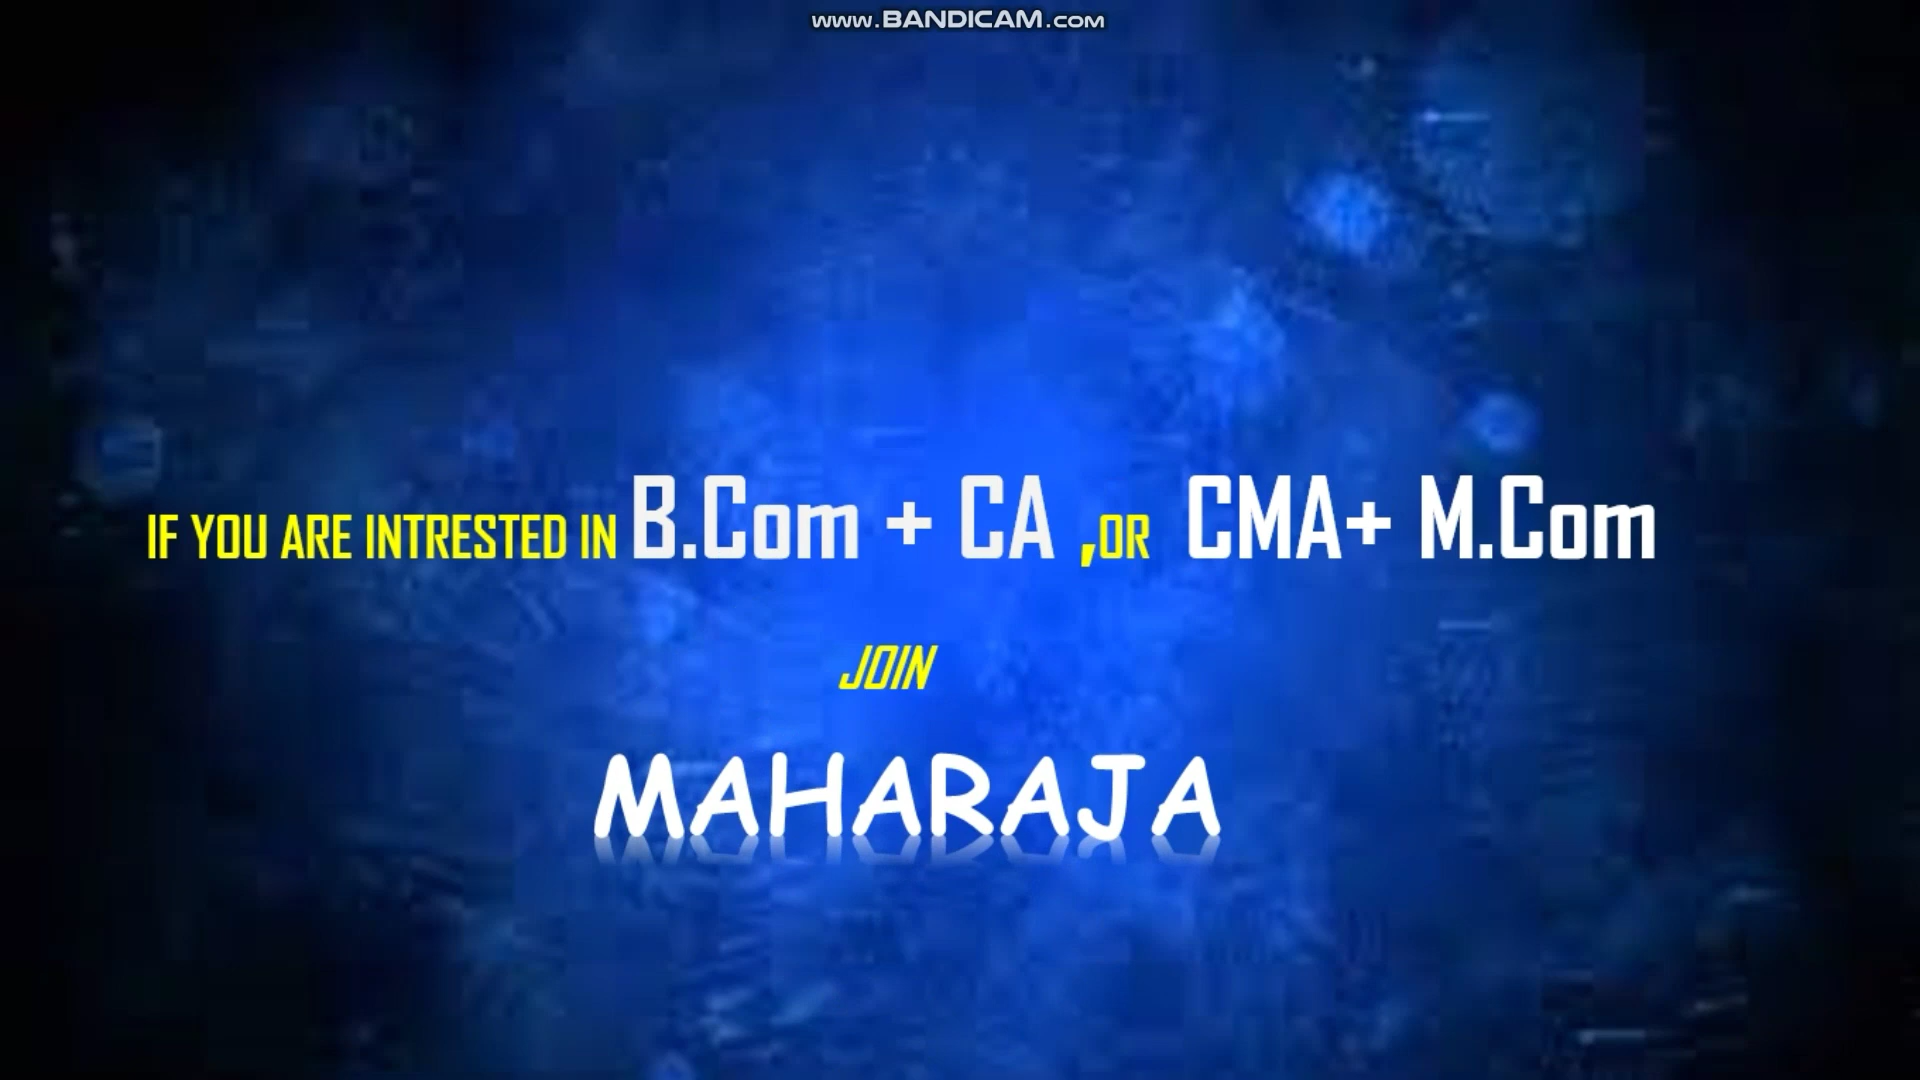 www.BANDICAM.com
IF YOU ARE INTRESTED IN B.Com + CA ,OR CMA+ M.Com
JOIN
MAHARAJA